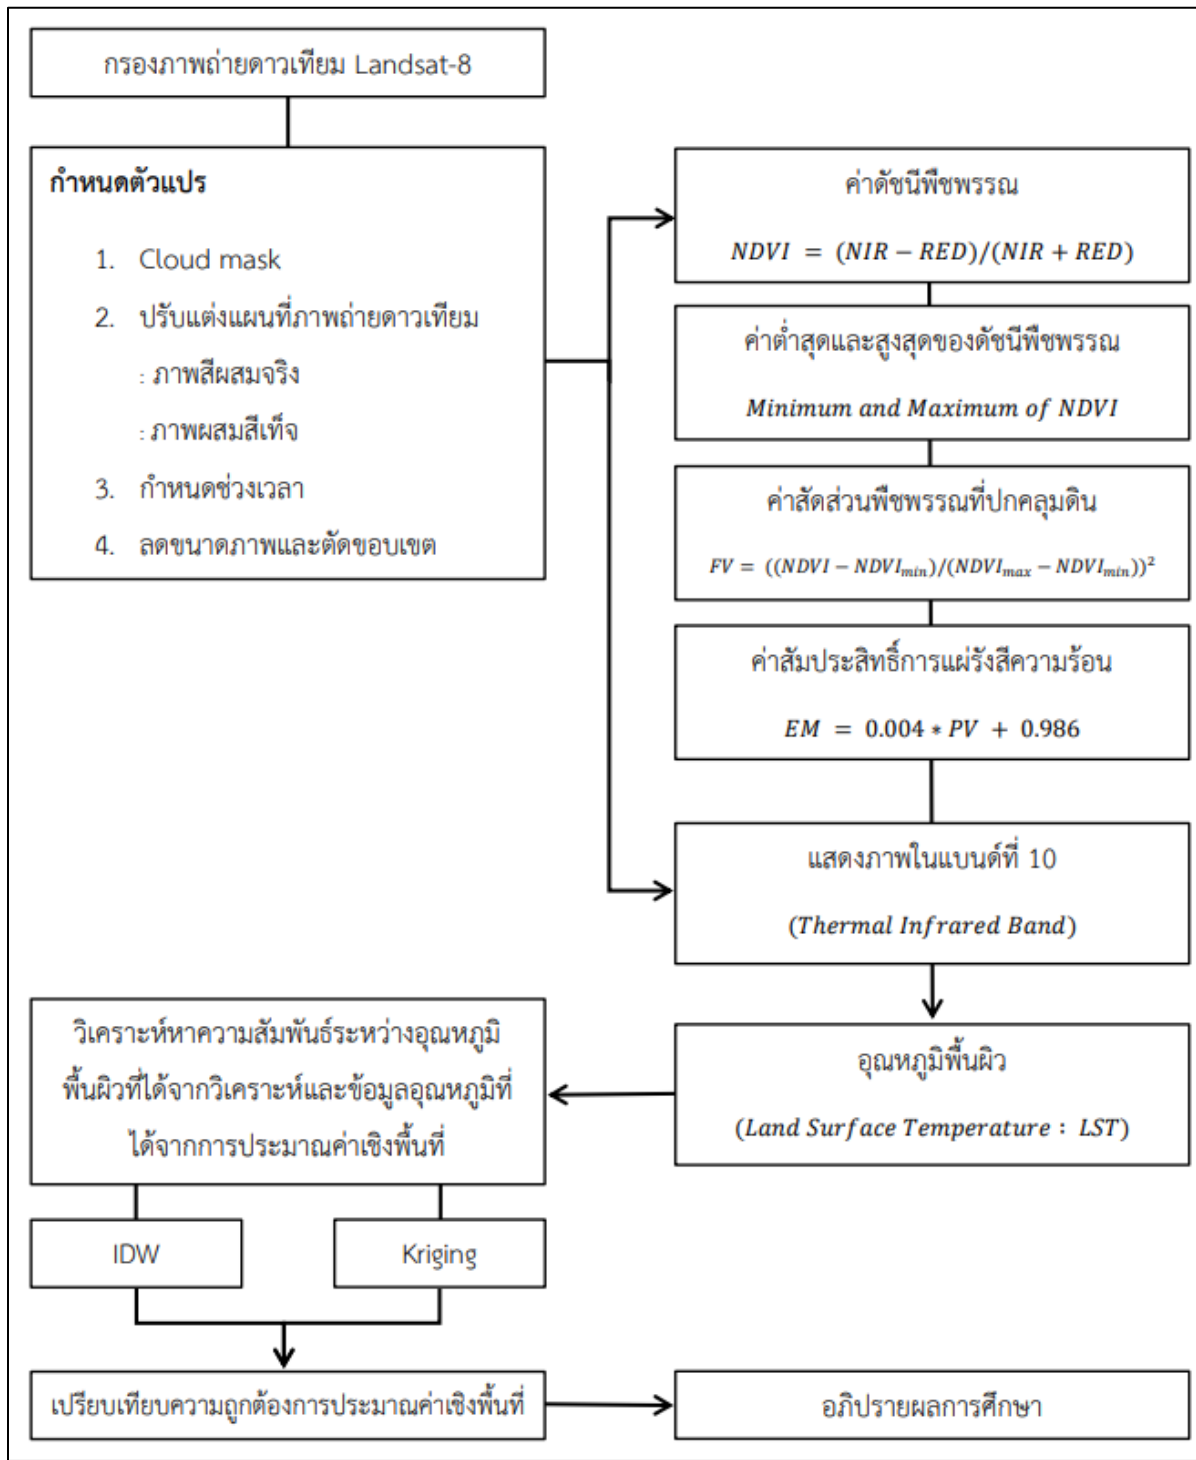 กรองภาพถ่ายดาวเทียม Landsat-8
กำหนดตัวแปร
1. Cloud mask
2. ปรับแต่งแผนที่ภาพถ่ายดาวเทียม
: ภาพสีผสมจริง
: ภาพผสมสีเท็จ
3. กำหนดช่วงเวลา
4. ลดขนาดภาพและตัดขอบเขต
ค่าดัชนีพืชพรรณ
NDVI = (NIR − RED)/(NIR + RED)
ค่าต่ำสุดและสูงสุดของดัชนีพืชพรรณ
Minimum and Maximum of NDVI
ค่าสัดส่วนพืชพรรณที่ปกคลุมดิน
FV = ((NDVI − NDVImin)/(NDVImax − NDVImin))²
ค่าสัมประสิทธิ์การแผ่รังสีความร้อน
EM = 0.004 * PV + 0.986
แสดงภาพในแบนด์ที่ 10
(Thermal Infrared Band)
อุณหภูมิพื้นผิว
(Land Surface Temperature : LST)
วิเคราะห์หาความสัมพันธ์ระหว่างอุณหภูมิ
พื้นผิวที่ได้จากวิเคราะห์และข้อมูลอุณหภูมิที่
ได้จากการประมาณค่าเชิงพื้นที่
IDW
Kriging
เปรียบเทียบความถูกต้องการประมาณค่าเชิงพื้นที่
อภิปรายผลการศึกษา